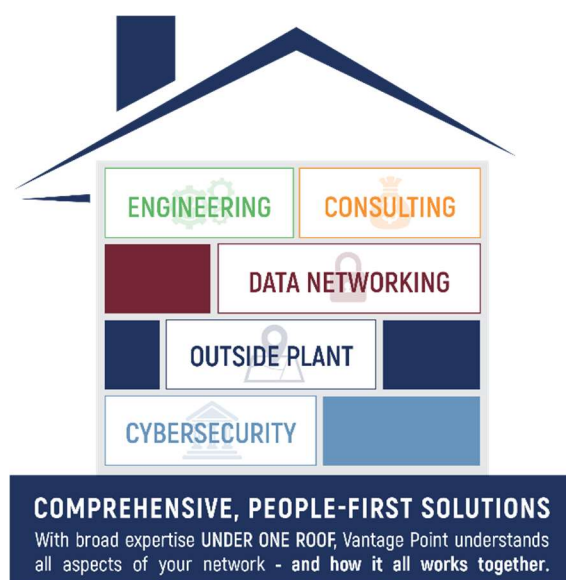 ENGINEERING
CONSULTING
DATA NETWORKING
OUTSIDE PLANT
CYBERSECURITY
COMPREHENSIVE, PEOPLE-FIRST SOLUTIONS
With broad expertise UNDER ONE ROOF, Vantage Point understands
all aspects of your network - and how it all works together.